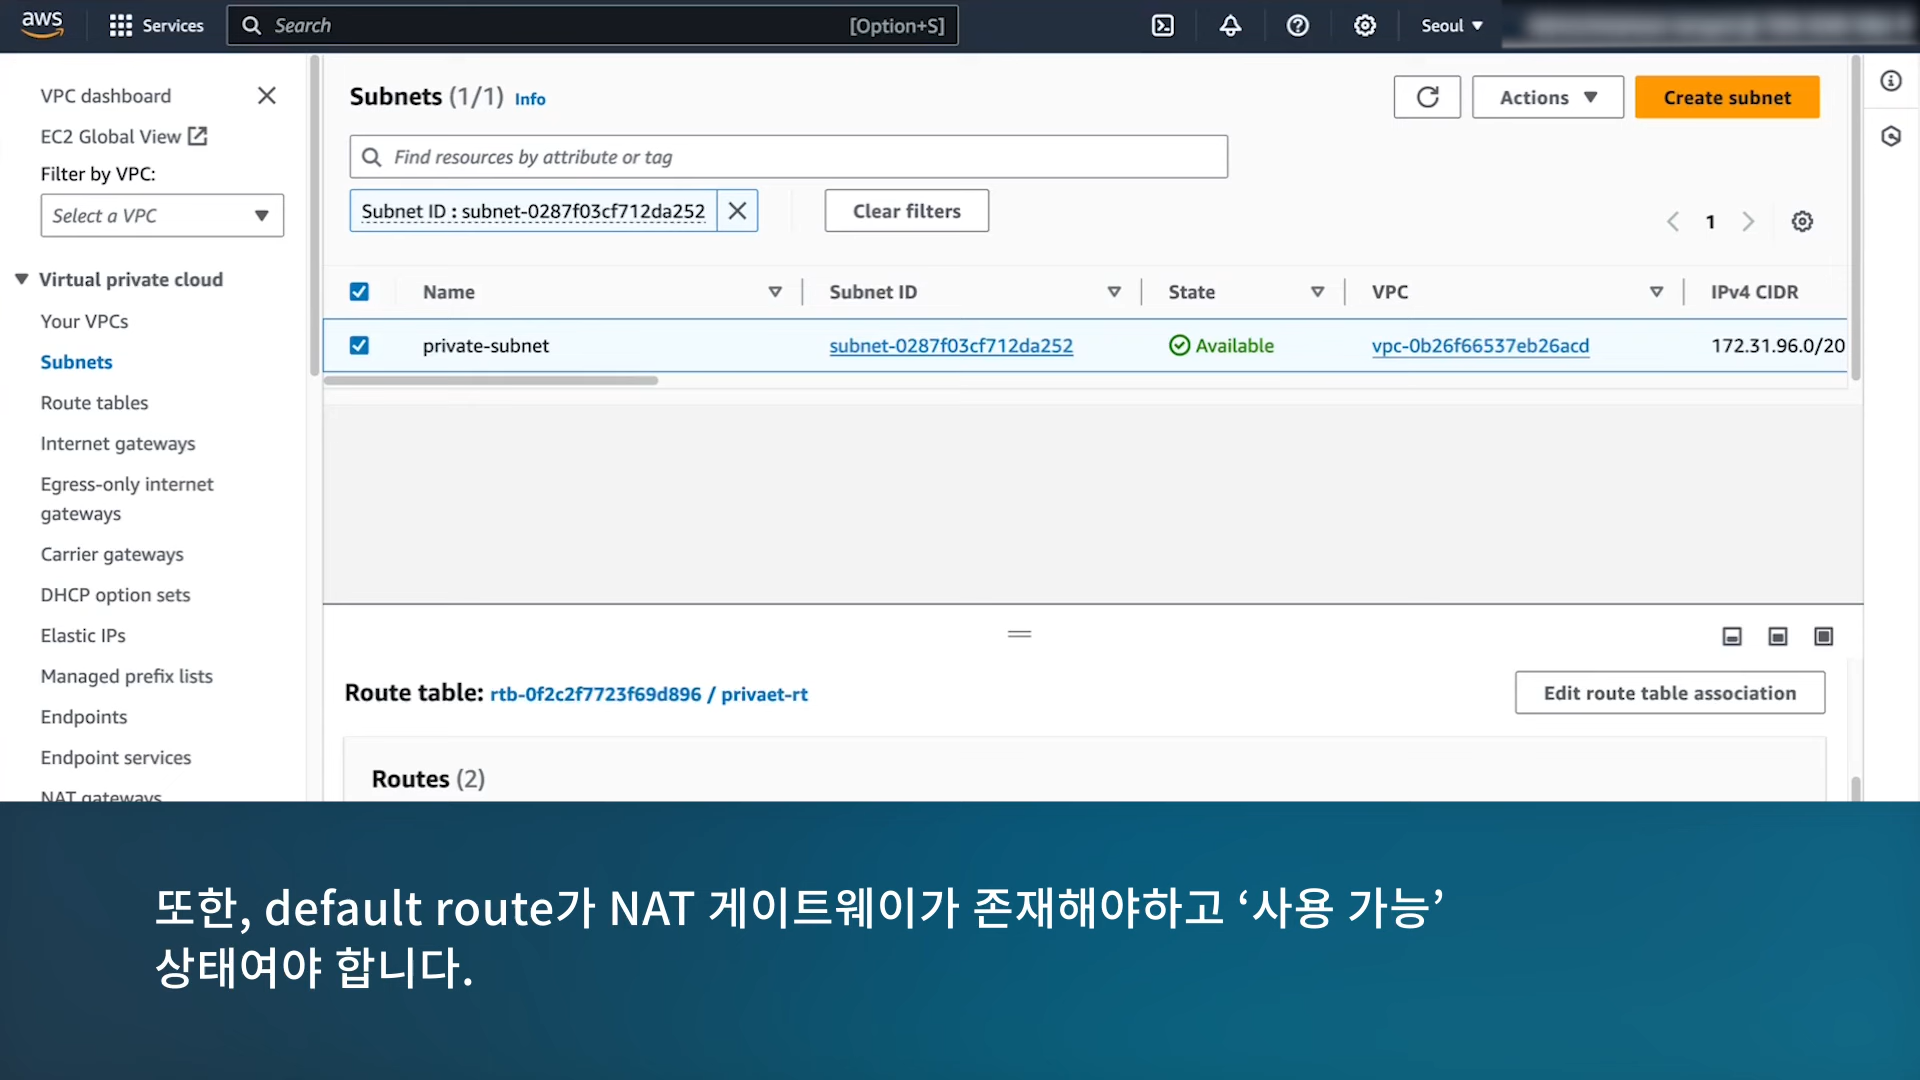 aws
Services
Search
[Option+S]
Seoul
VPC dashboard
EC2 Global View
Filter by VPC:
Select a VPC
Virtual private cloud
Your VPCs
Subnets
Route tables
Internet gateways
Egress-only internet
gateways
Carrier gateways
DHCP option sets
Elastic IPs
Managed prefix lists
Endpoints
Endpoint services
NAT gateways
Subnets (1/1) Info
Actions
Create subnet
Find resources by attribute or tag
Subnet ID : subnet-0287f03cf712da252
Clear filters
1
Name
Subnet ID
State
VPC
IPv4 CIDR
private-subnet
subnet-0287f03cf712da252
Available
vpc-0b26f66537eb26acd
172.31.96.0/20
Route table: rtb-0f2c2f7723f69d896 / privaet-rt
Edit route table association
Routes (2)
또한, default route가 NAT 게이트웨이가 존재해야하고 ‘사용 가능’
상태여야 합니다.